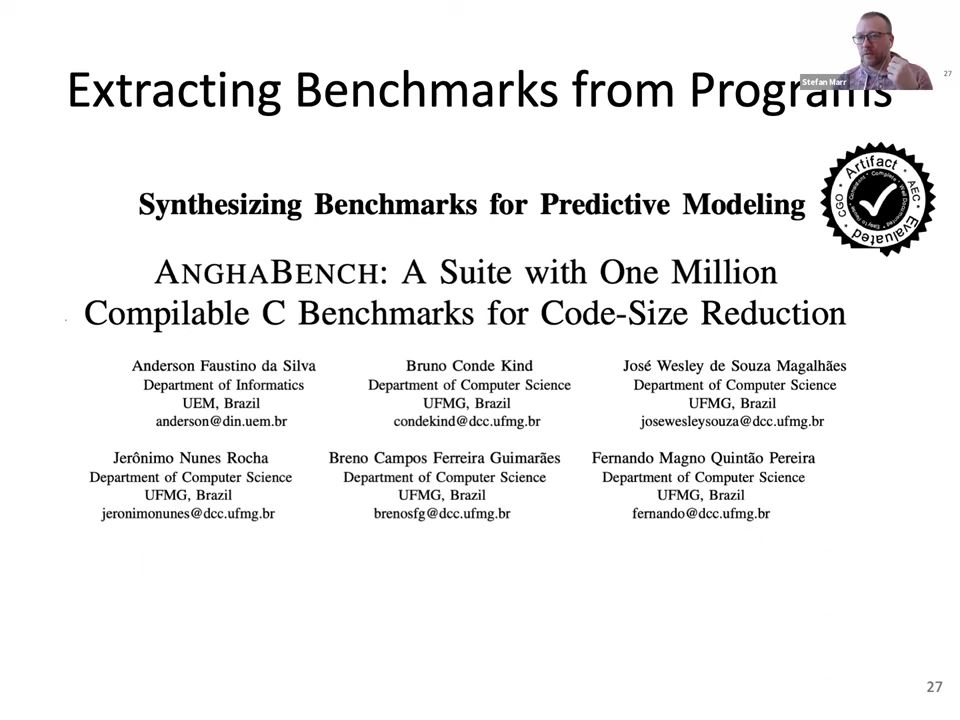 Extracting Benchmarks from Programs
Stefan Marr
27
Synthesizing Benchmarks for Predictive Modeling
Artifact
CGO
AEC
Evaluated
ANGHABENCH: A Suite with One Million
Compilable C Benchmarks for Code-Size Reduction
Anderson Faustino da Silva
Department of Informatics
UEM, Brazil
anderson@din.uem.br
Bruno Conde Kind
Department of Computer Science
UFMG, Brazil
condekind@dcc.ufmg.br
José Wesley de Souza Magalhães
Department of Computer Science
UFMG, Brazil
josewesleysouza@dcc.ufmg.br
Jerônimo Nunes Rocha
Department of Computer Science
UFMG, Brazil
jeronimonunes@dcc.ufmg.br
Breno Campos Ferreira Guimarães
Department of Computer Science
UFMG, Brazil
brenosfg@dcc.ufmg.br
Fernando Magno Quintão Pereira
Department of Computer Science
UFMG, Brazil
fernando@dcc.ufmg.br
27